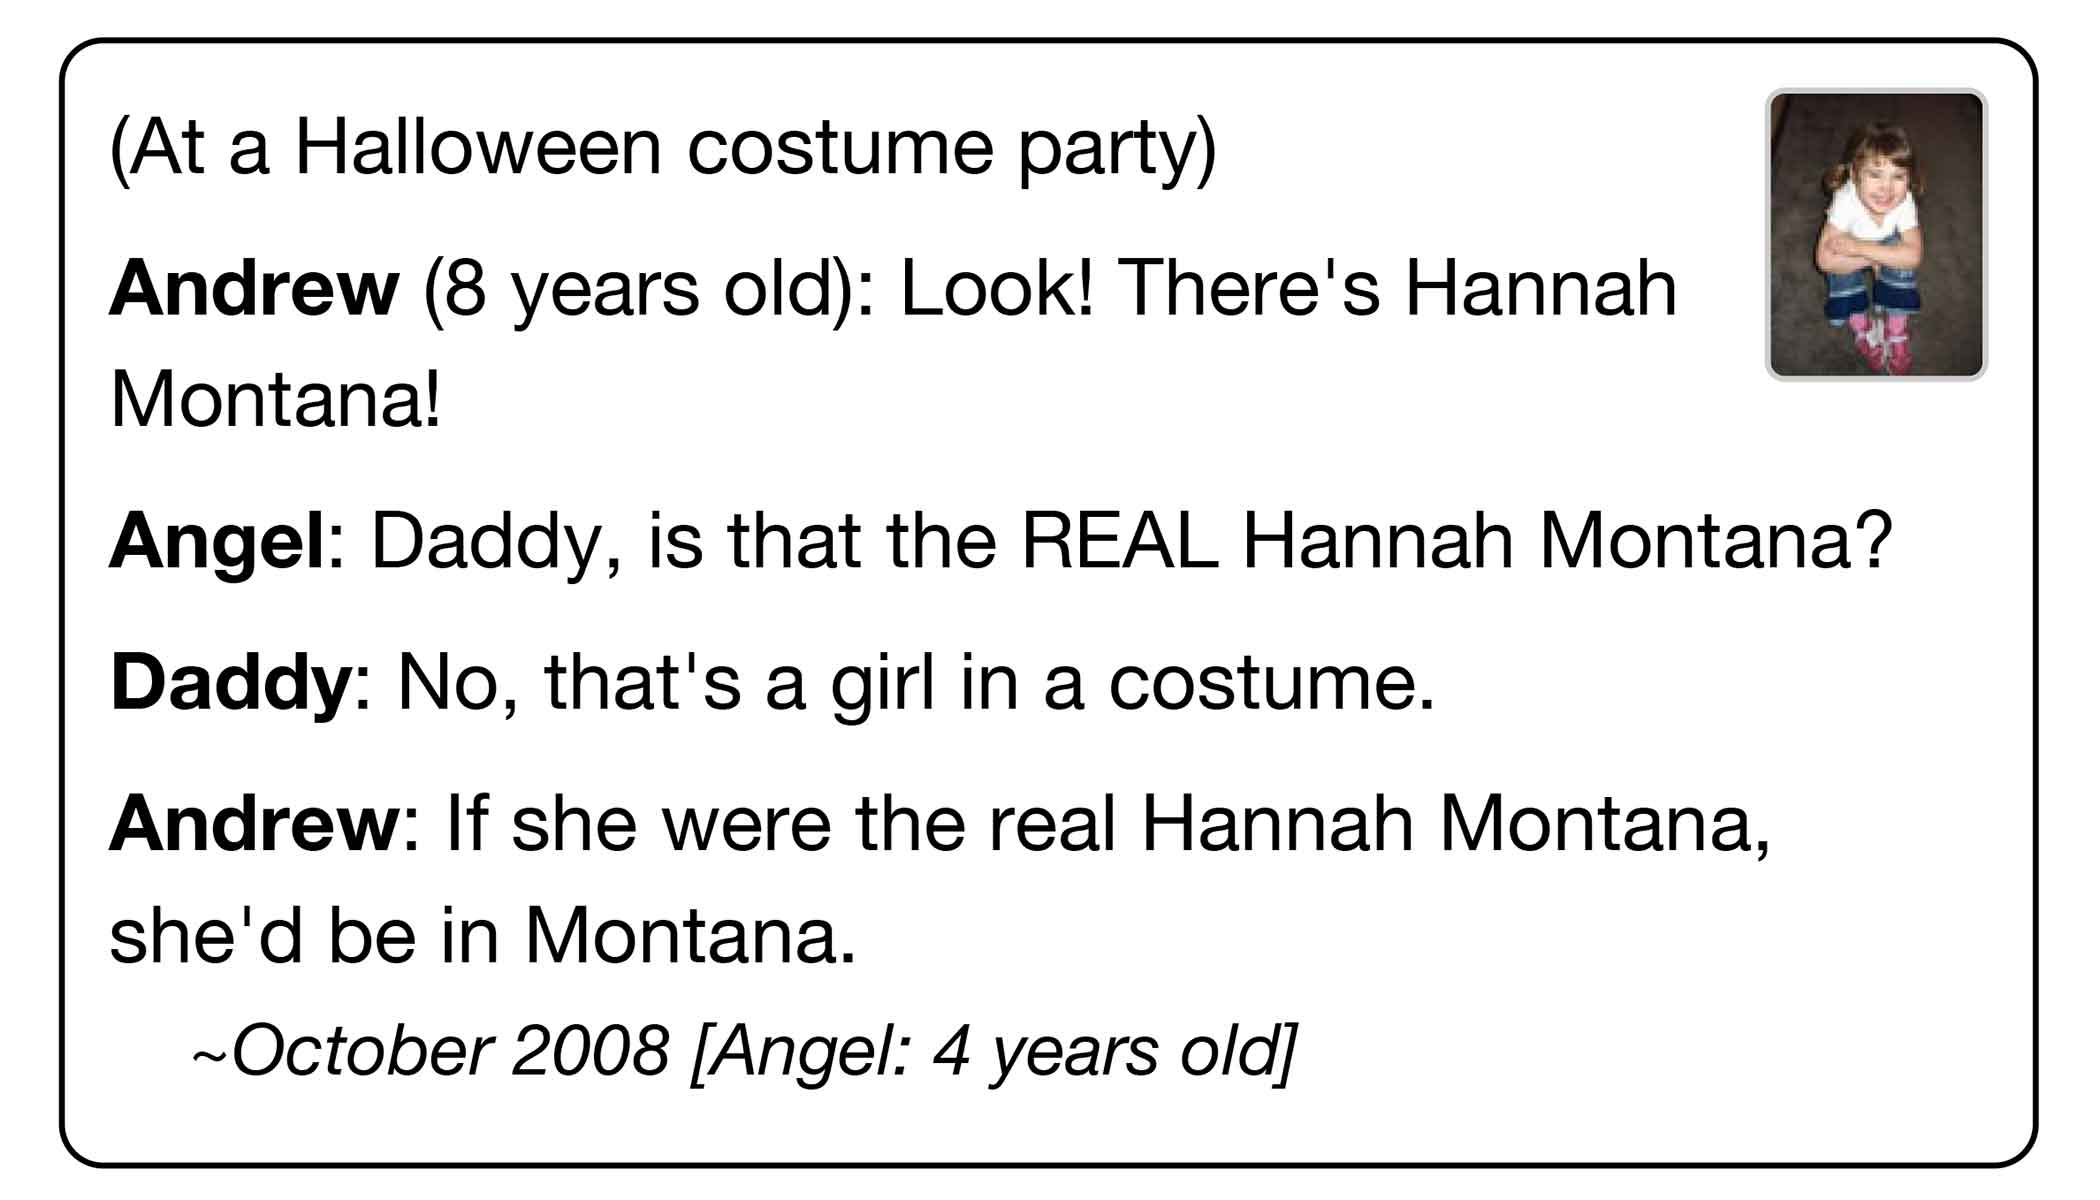 (At a Halloween costume party)
Andrew (8 years old): Look! There's Hannah
Montana!
Angel: Daddy, is that the REAL Hannah Montana?
Daddy: No, that's a girl in a costume.
Andrew: If she were the real Hannah Montana,
she'd be in Montana.
~October 2008 [Angel: 4 years old]